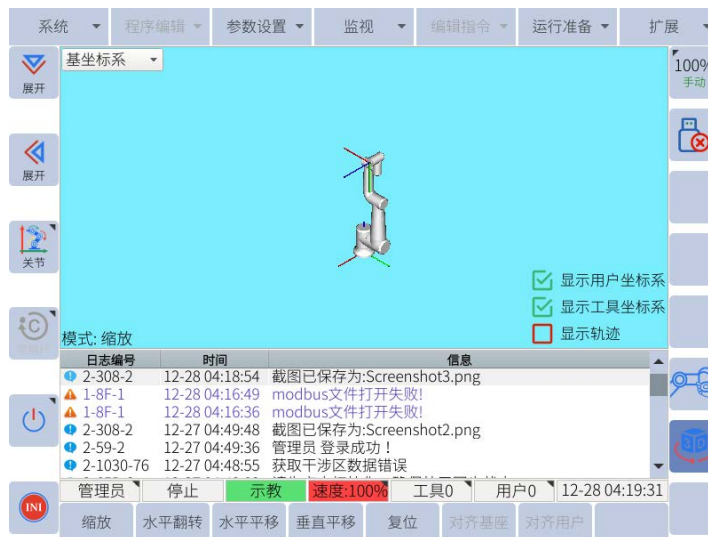 系统 程序编辑 参数设置 监视 编辑指令 运行准备 扩展
展开
基坐标系
100%
手动
展开
关节
显示用户坐标系
显示工具坐标系
显示轨迹
模式: 缩放
日志编号 时间 信息
2-308-2 12-28 04:18:54 截图已保存为:Screenshot3.png
1-8F-1 12-28 04:16:49 modbus文件打开失败!
1-8F-1 12-28 04:16:36 modbus文件打开失败!
2-308-2 12-27 04:49:48 截图已保存为:Screenshot2.png
2-59-2 12-27 04:49:36 管理员 登录成功！
2-1030-76 12-27 04:48:55 获取干涉区数据错误
管理员 停止 示教 速度:100% 工具0 用户0 12-28 04:19:31
INI
3D
缩放 水平翻转 水平平移 垂直平移 复位 对齐基座 对齐用户